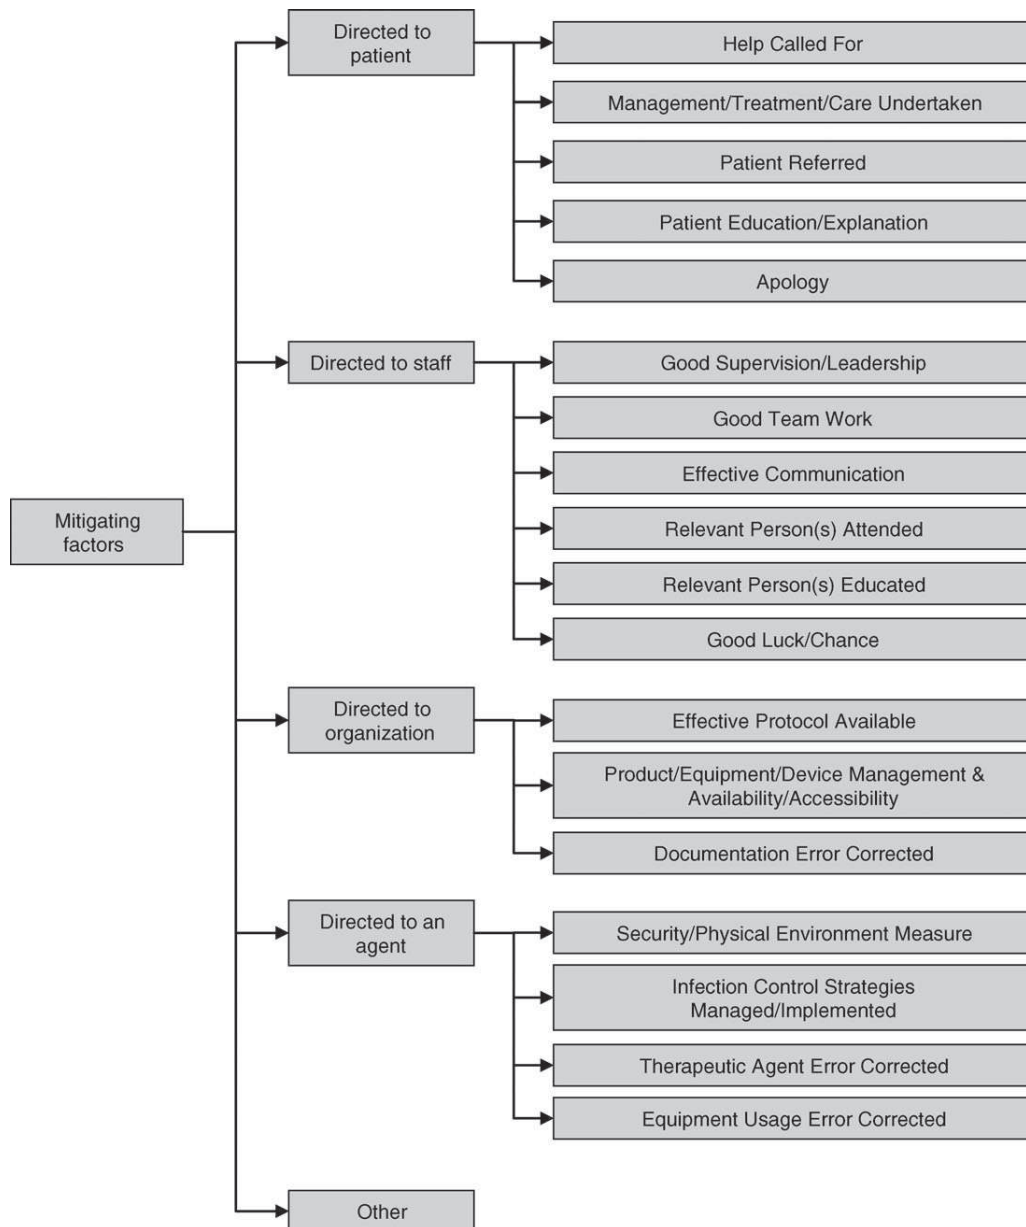 Directed to
patient
Help Called For
Management/Treatment/Care Undertaken
Patient Referred
Patient Education/Explanation
Apology
Directed to staff
Good Supervision/Leadership
Good Team Work
Effective Communication
Relevant Person(s) Attended
Relevant Person(s) Educated
Good Luck/Chance
Mitigating
factors
Directed to
organization
Effective Protocol Available
Product/Equipment/Device Management &
Availability/Accessibility
Documentation Error Corrected
Directed to an
agent
Security/Physical Environment Measure
Infection Control Strategies
Managed/Implemented
Therapeutic Agent Error Corrected
Equipment Usage Error Corrected
Other